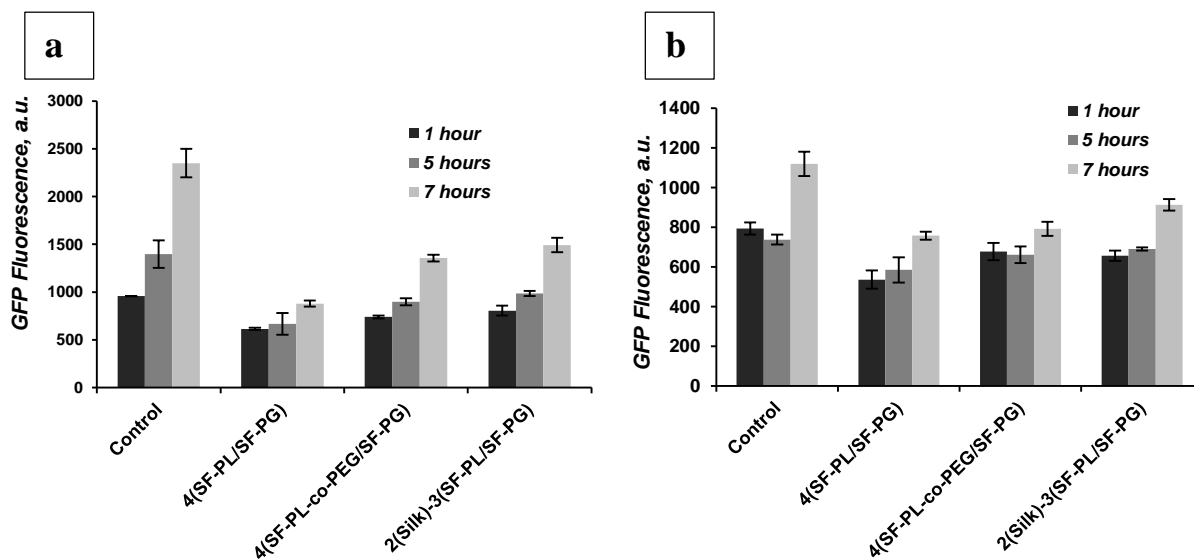 a
GFP Fluorescence, a.u.
3000
2500
2000
1500
1000
500
0
1 hour
5 hours
7 hours
Control
4(SF-PL/SF-PG)
4(SF-PL-co-PEG/SF-PG)
2(Silk)-3(SF-PL/SF-PG)
b
GFP Fluorescence, a.u.
1400
1200
1000
800
600
400
200
0
1 hour
5 hours
7 hours
Control
4(SF-PL/SF-PG)
4(SF-PL-co-PEG/SF-PG)
2(Silk)-3(SF-PL/SF-PG)